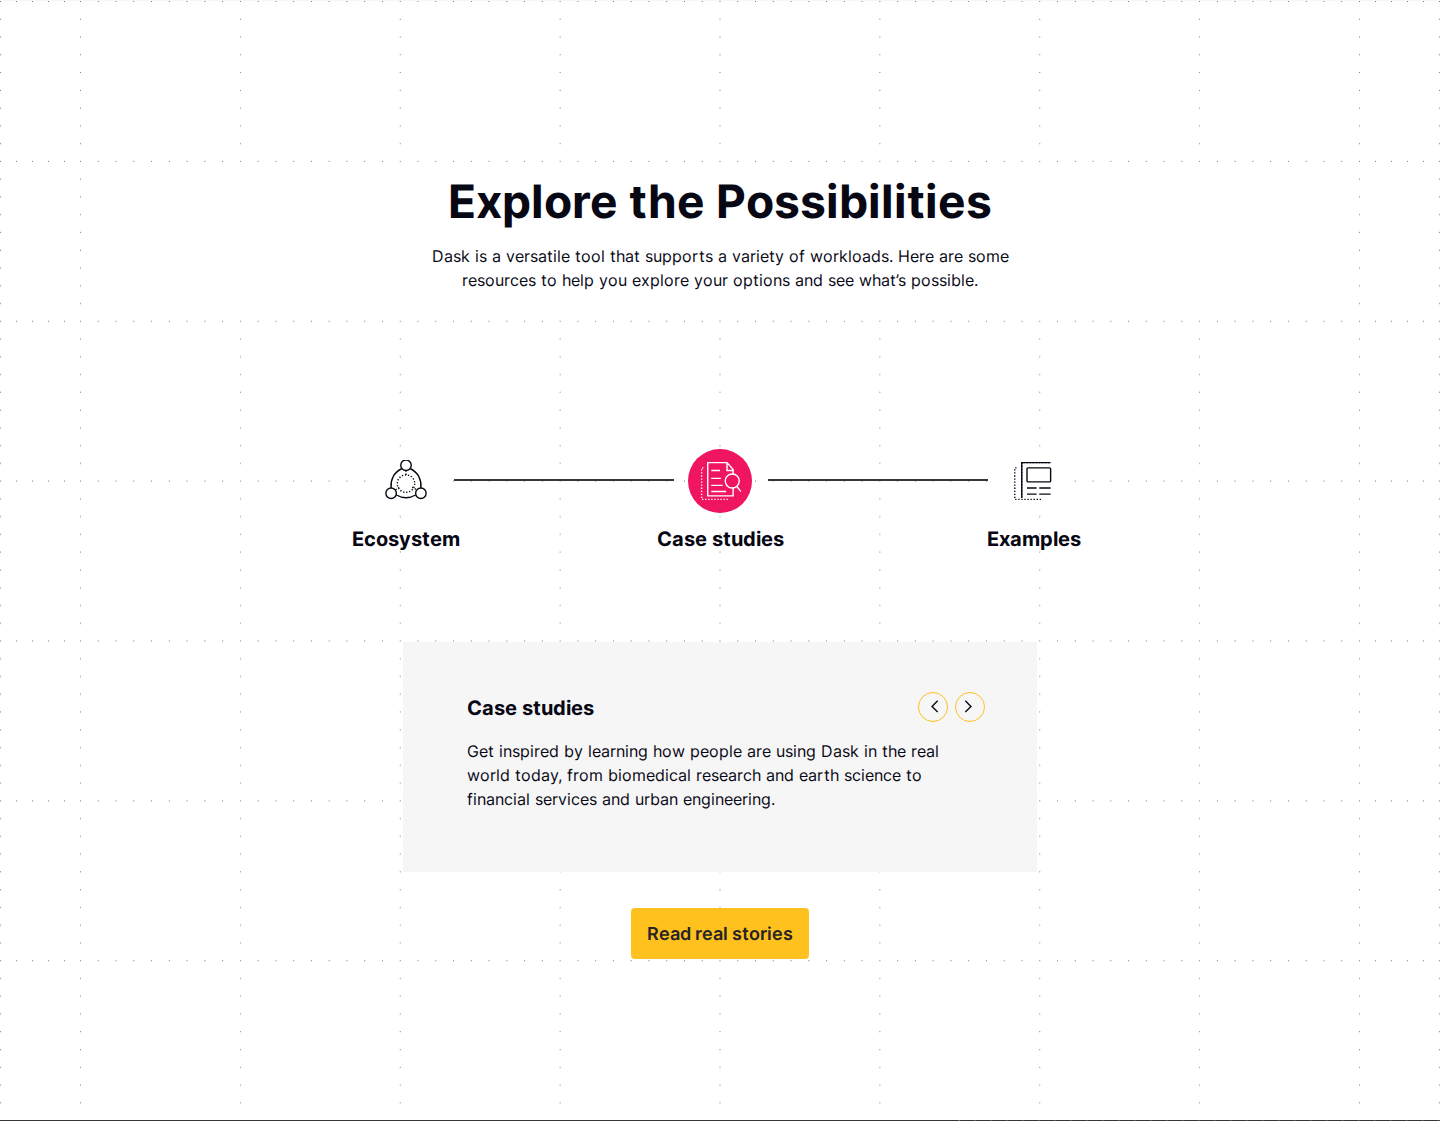 Explore the Possibilities
Dask is a versatile tool that supports a variety of workloads. Here are some
resources to help you explore your options and see what’s possible.
Ecosystem
Case studies
Examples
Case studies
Get inspired by learning how people are using Dask in the real
world today, from biomedical research and earth science to
financial services and urban engineering.
Read real stories